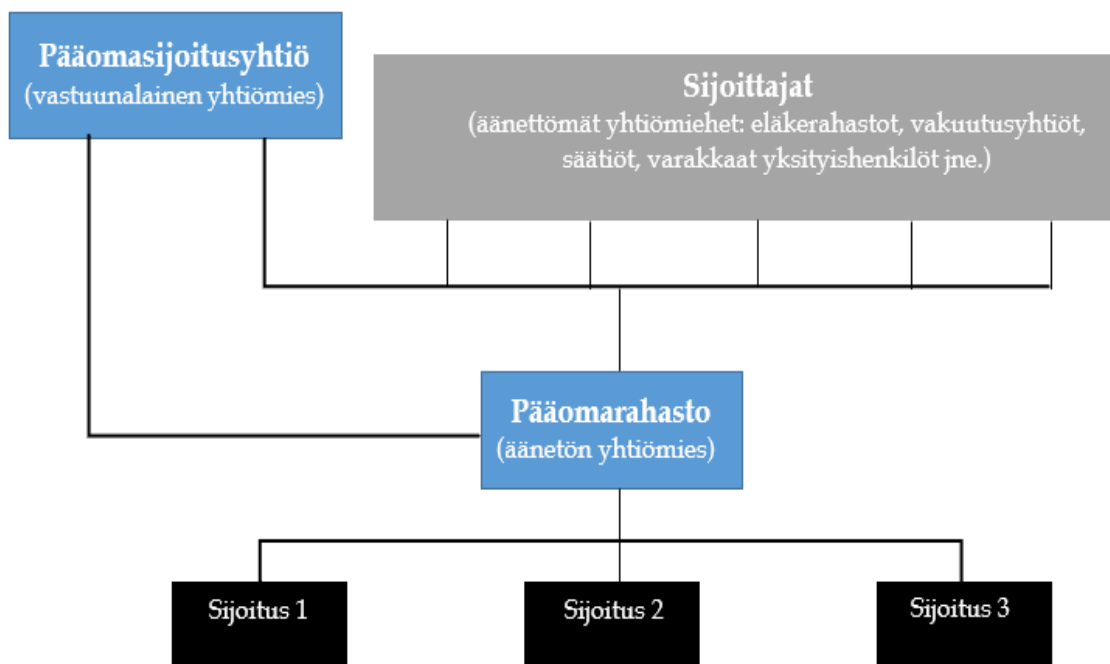 Pääomasijoitusyhtiö
(vastuunalainen yhtiömies)
Sijoittajat
(äänettömät yhtiömiehet: eläkerahastot, vakuutusyhtiöt,
säätiöt, varakkaat yksityishenkilöt jne.)
Pääomarahasto
(äänetön yhtiömies)
Sijoitus 1
Sijoitus 2
Sijoitus 3